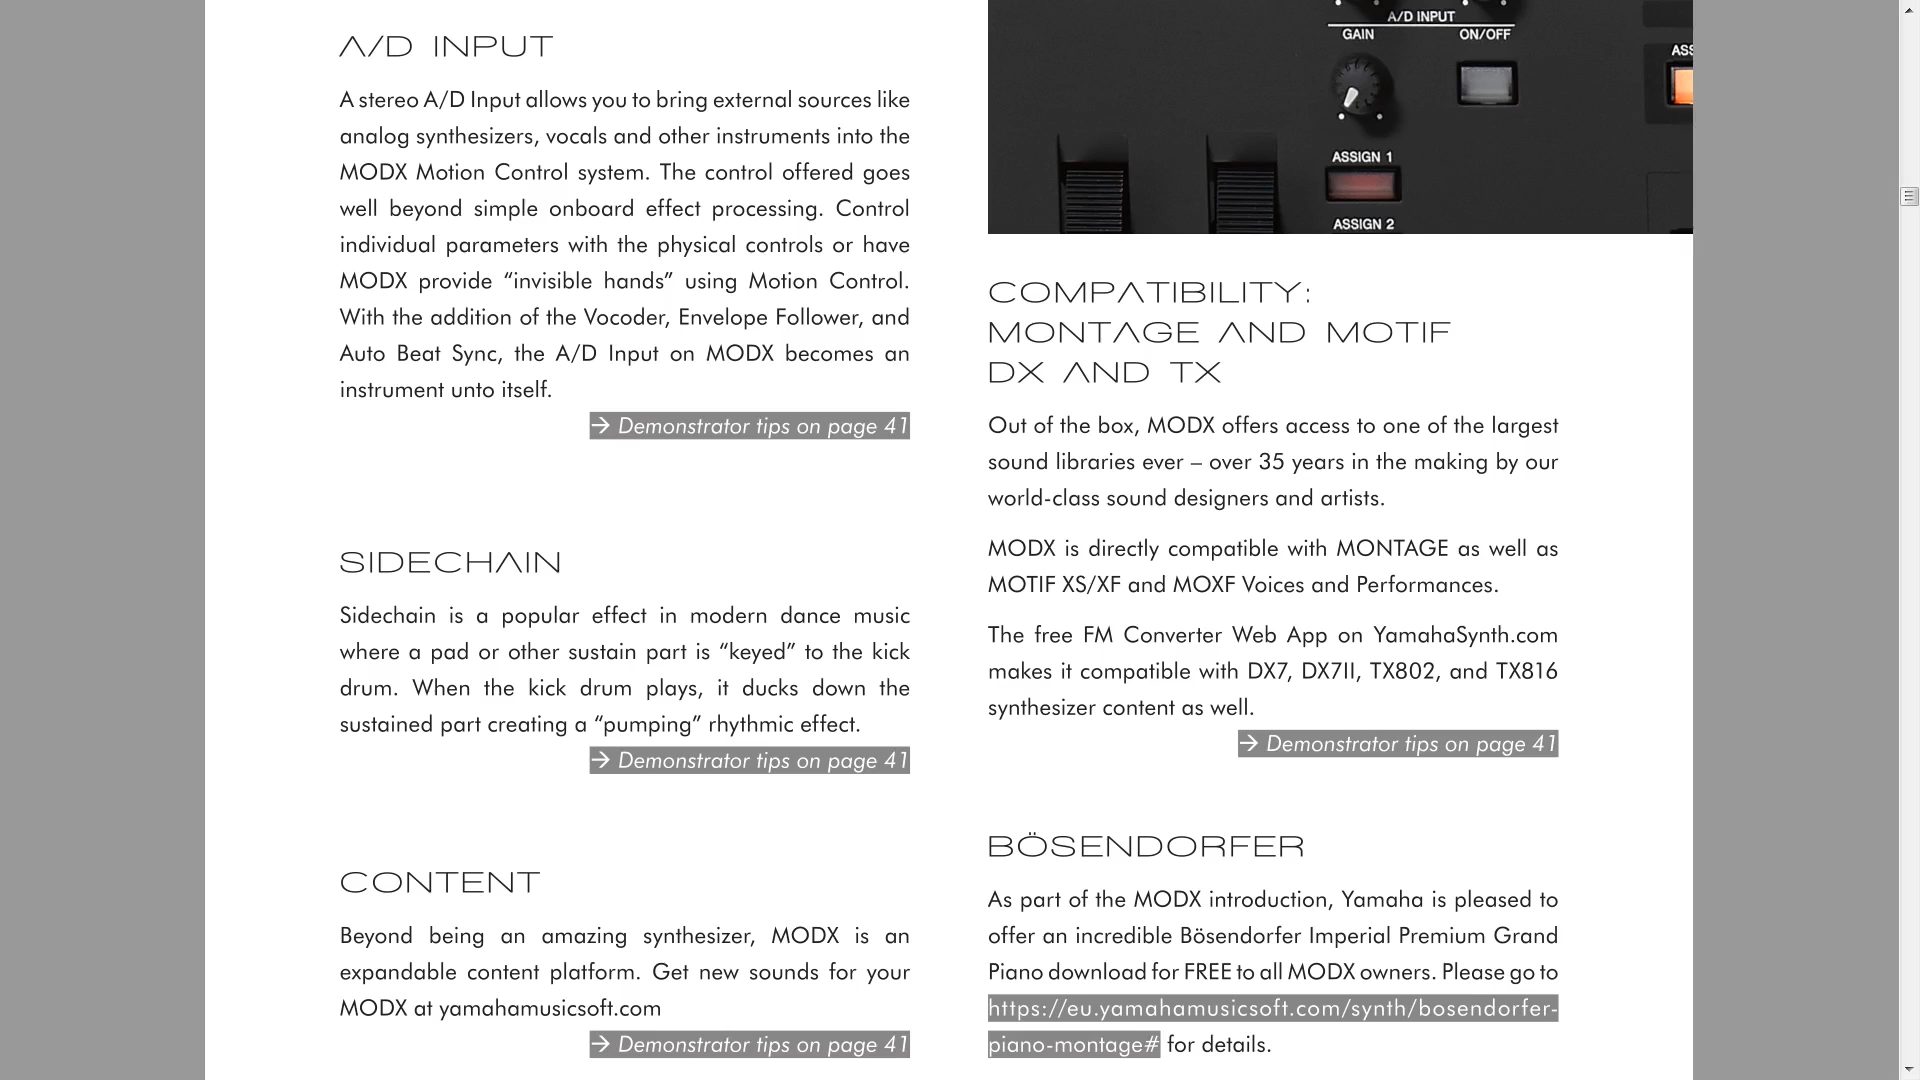 A/D INPUT
A stereo A/D Input allows you to bring external sources like
analog synthesizers, vocals and other instruments into the
MODX Motion Control system. The control offered goes
well beyond simple onboard effect processing. Control
individual parameters with the physical controls or have
MODX provide “invisible hands” using Motion Control.
With the addition of the Vocoder, Envelope Follower, and
Auto Beat Sync, the A/D Input on MODX becomes an
instrument unto itself.
→ Demonstrator tips on page 41
SIDECHAIN
Sidechain is a popular effect in modern dance music
where a pad or other sustain part is “keyed” to the kick
drum. When the kick drum plays, it ducks down the
sustained part creating a “pumping” rhythmic effect.
→ Demonstrator tips on page 41
CONTENT
Beyond being an amazing synthesizer, MODX is an
expandable content platform. Get new sounds for your
MODX at yamahamusicsoft.com
→ Demonstrator tips on page 41
A/D INPUT
GAIN ON/OFF
ASS
ASSIGN 1
ASSIGN 2
COMPATIBILITY:
MONTAGE AND MOTIF
DX AND TX
Out of the box, MODX offers access to one of the largest
sound libraries ever – over 35 years in the making by our
world-class sound designers and artists.
MODX is directly compatible with MONTAGE as well as
MOTIF XS/XF and MOXF Voices and Performances.
The free FM Converter Web App on YamahaSynth.com
makes it compatible with DX7, DX7II, TX802, and TX816
synthesizer content as well.
→ Demonstrator tips on page 41
BÖSENDORFER
As part of the MODX introduction, Yamaha is pleased to
offer an incredible Bösendorfer Imperial Premium Grand
Piano download for FREE to all MODX owners. Please go to
https://eu.yamahamusicsoft.com/synth/bosendorfer-
piano-montage# for details.